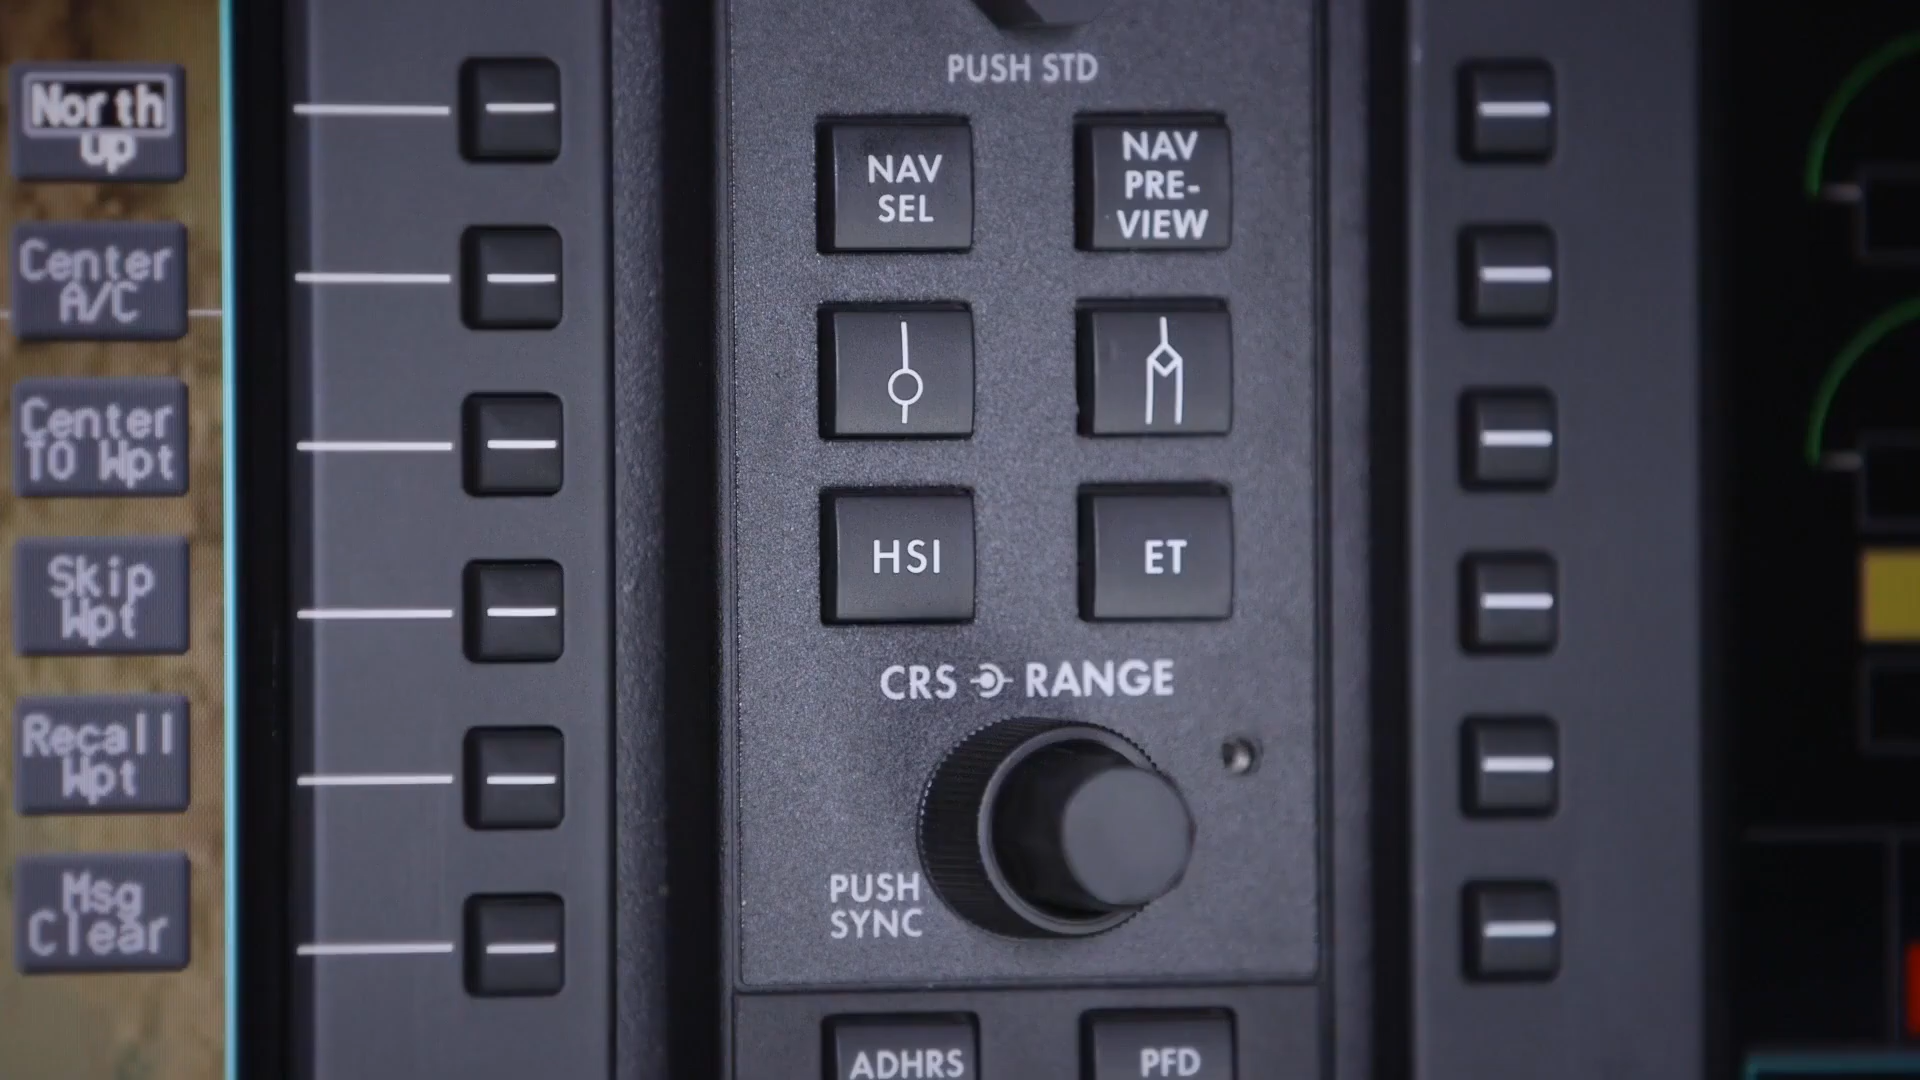 North
Up
Center
A/C
Center
TO Wpt
Skip
Wpt
Recall
Wpt
Msg
Clear
PUSH STD
NAV
SEL
NAV
PRE-
VIEW
HSI
ET
CRS RANGE
PUSH
SYNC
ADHRS
PFD